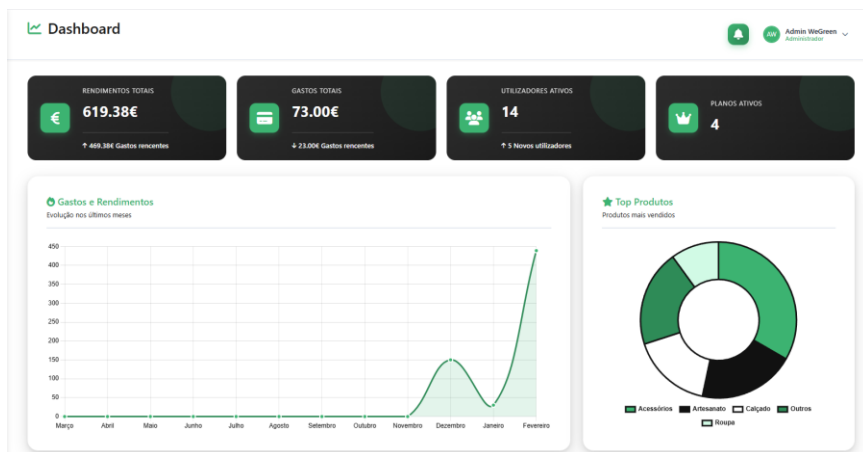 Dashboard
AW
Admin WeGreen
Administrador
RENDIMENTOS TOTAIS
619.38€
↑ 469.38€ Gastos rencentes
GASTOS TOTAIS
73.00€
↓ 23.00€ Gastos rencentes
UTILIZADORES ATIVOS
14
↑ 5 Novos utilizadores
PLANOS ATIVOS
4
Gastos e Rendimentos
Evolução nos últimos meses
450
400
350
300
250
200
150
100
50
0
Março Abril Maio Junho Julho Agosto Setembro Outubro Novembro Dezembro Janeiro Fevereiro
Top Produtos
Produtos mais vendidos
Acessórios Artesanato Calçado Outros
Roupa